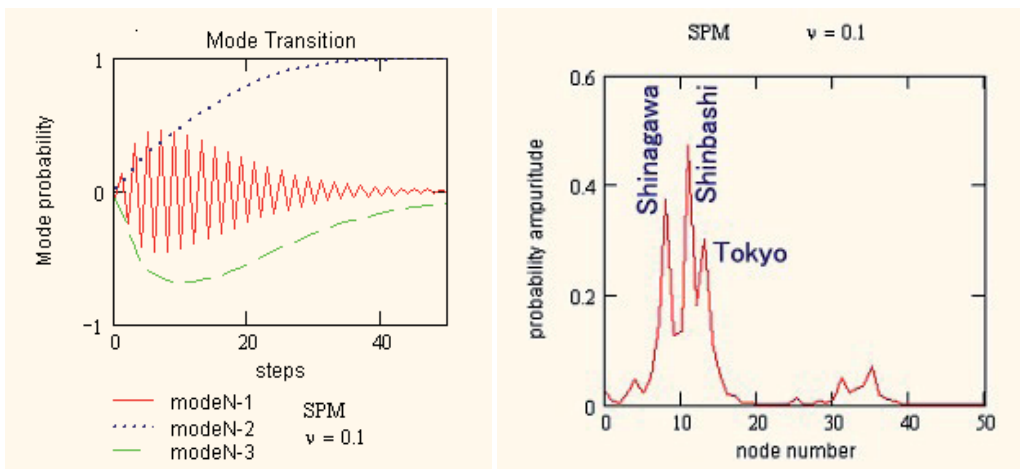 Mode Transition
1
0
−1
Mode probability
0
20
40
steps
modeN-1
modeN-2
modeN-3
SPM
ν = 0.1
SPM ν = 0.1
0.6
0.4
0.2
0
probability ampuritude
Shinagawa
Shinbashi
Tokyo
0
10
20
30
40
50
node number